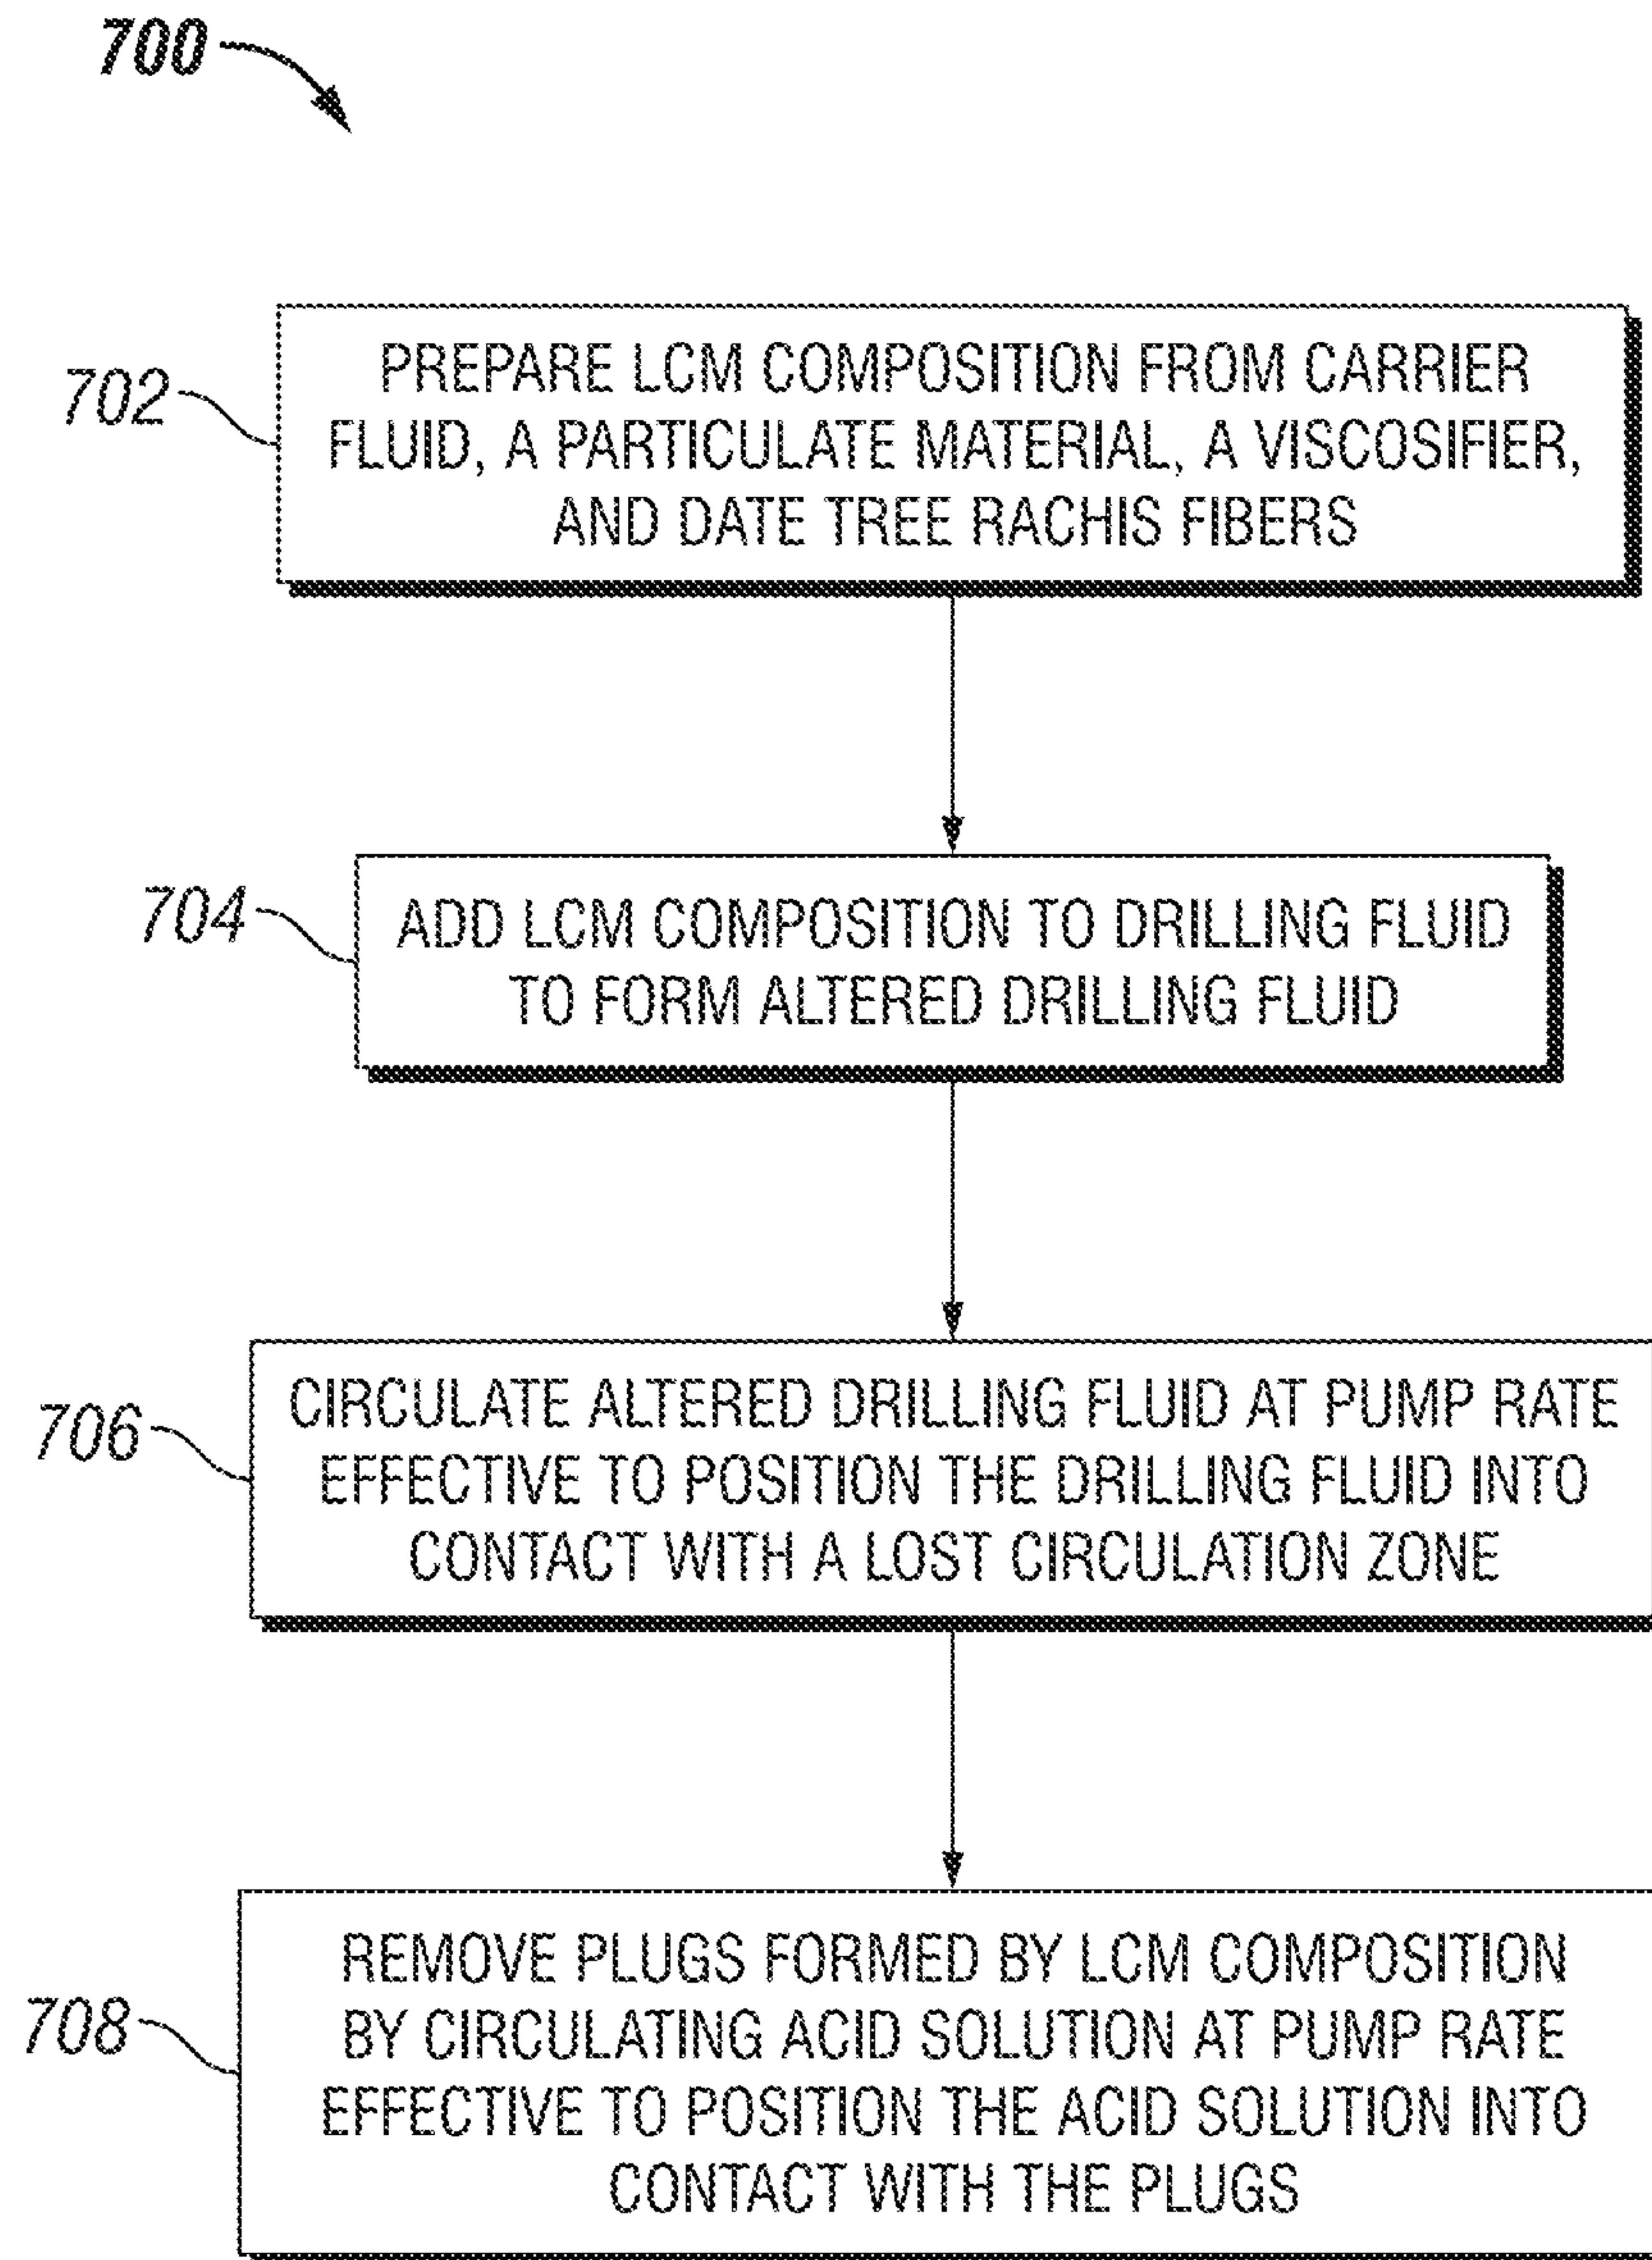 700
702
PREPARE LCM COMPOSITION FROM CARRIER
FLUID, A PARTICULATE MATERIAL, A VISCOSIFIER,
AND DATE TREE RACHIS FIBERS
704
ADD LCM COMPOSITION TO DRILLING FLUID
TO FORM ALTERED DRILLING FLUID
706
CIRCULATE ALTERED DRILLING FLUID AT PUMP RATE
EFFECTIVE TO POSITION THE DRILLING FLUID INTO
CONTACT WITH A LOST CIRCULATION ZONE
708
REMOVE PLUGS FORMED BY LCM COMPOSITION
BY CIRCULATING ACID SOLUTION AT PUMP RATE
EFFECTIVE TO POSITION THE ACID SOLUTION INTO
CONTACT WITH THE PLUGS